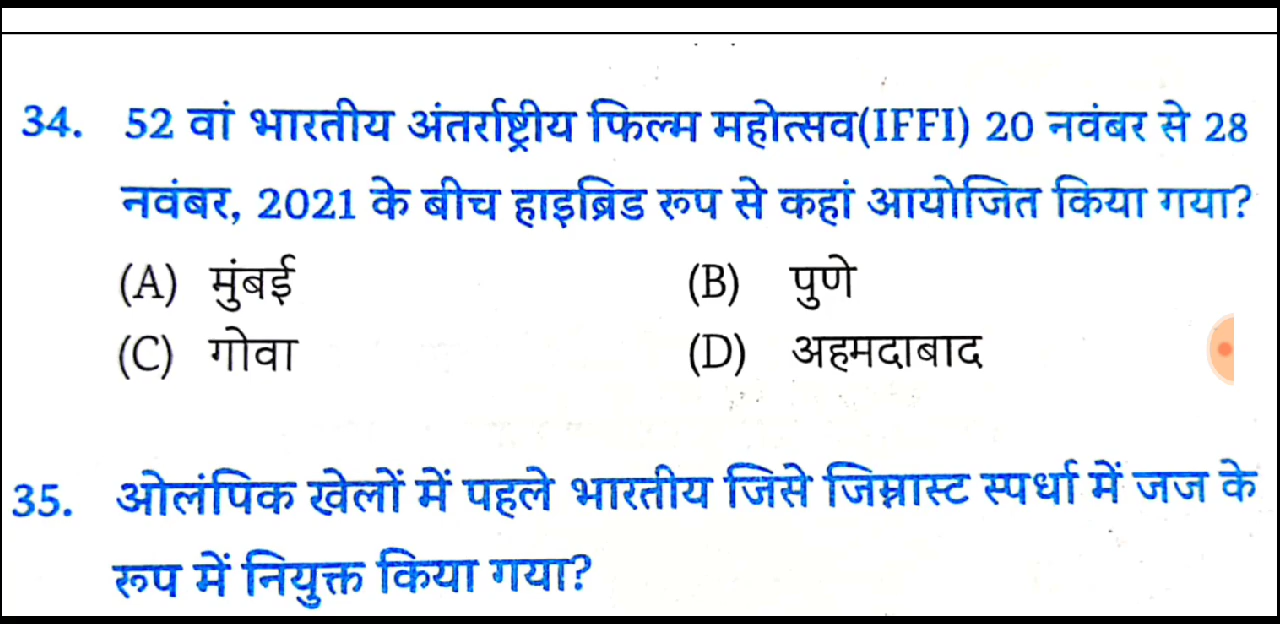 34. 52 वां भारतीय अंतर्राष्ट्रीय फिल्म महोत्सव(IFFI) 20 नवंबर से 28
नवंबर, 2021 के बीच हाइब्रिड रूप से कहां आयोजित किया गया?
(A) मुंबई (B) पुणे
(C) गोवा (D) अहमदाबाद
35. ओलंपिक खेलों में पहले भारतीय जिसे जिम्नास्ट स्पर्धा में जज के
रूप में नियुक्त किया गया?